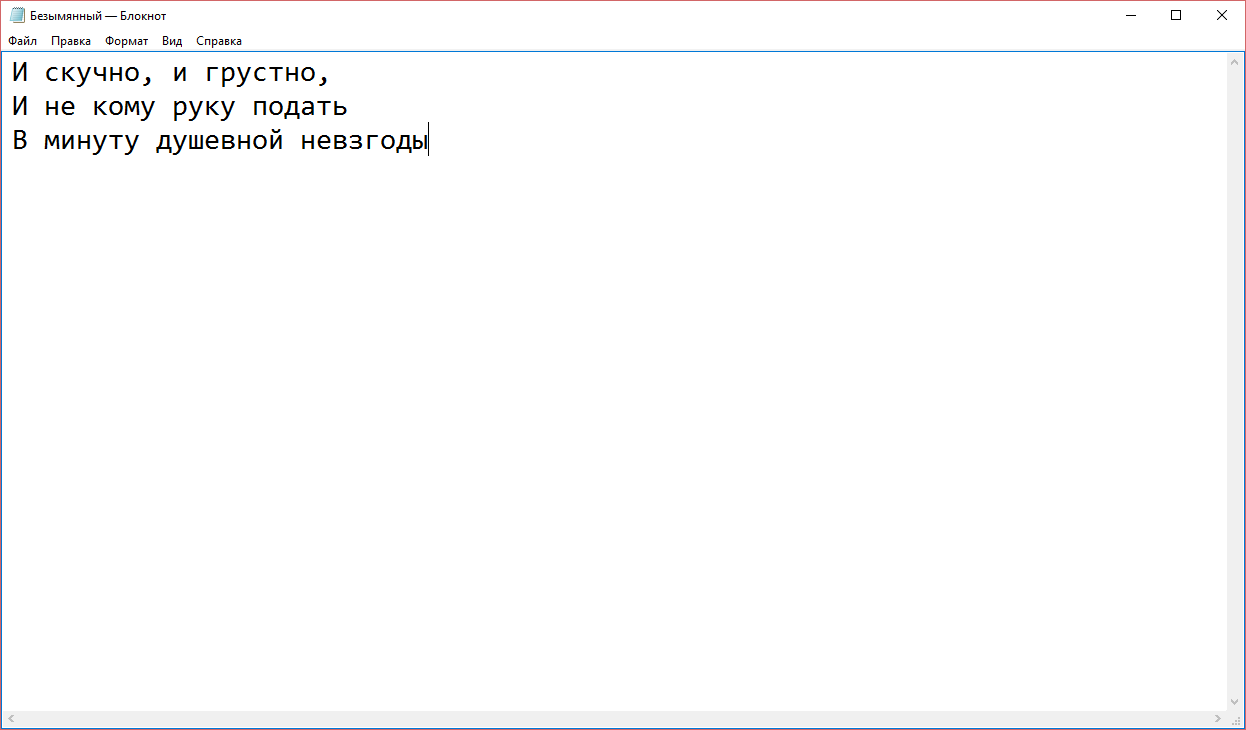 Безымянный — Блокнот
Файл Правка Формат Вид Справка
И скучно, и грустно,
И не кому руку подать
В минуту душевной невзгоды